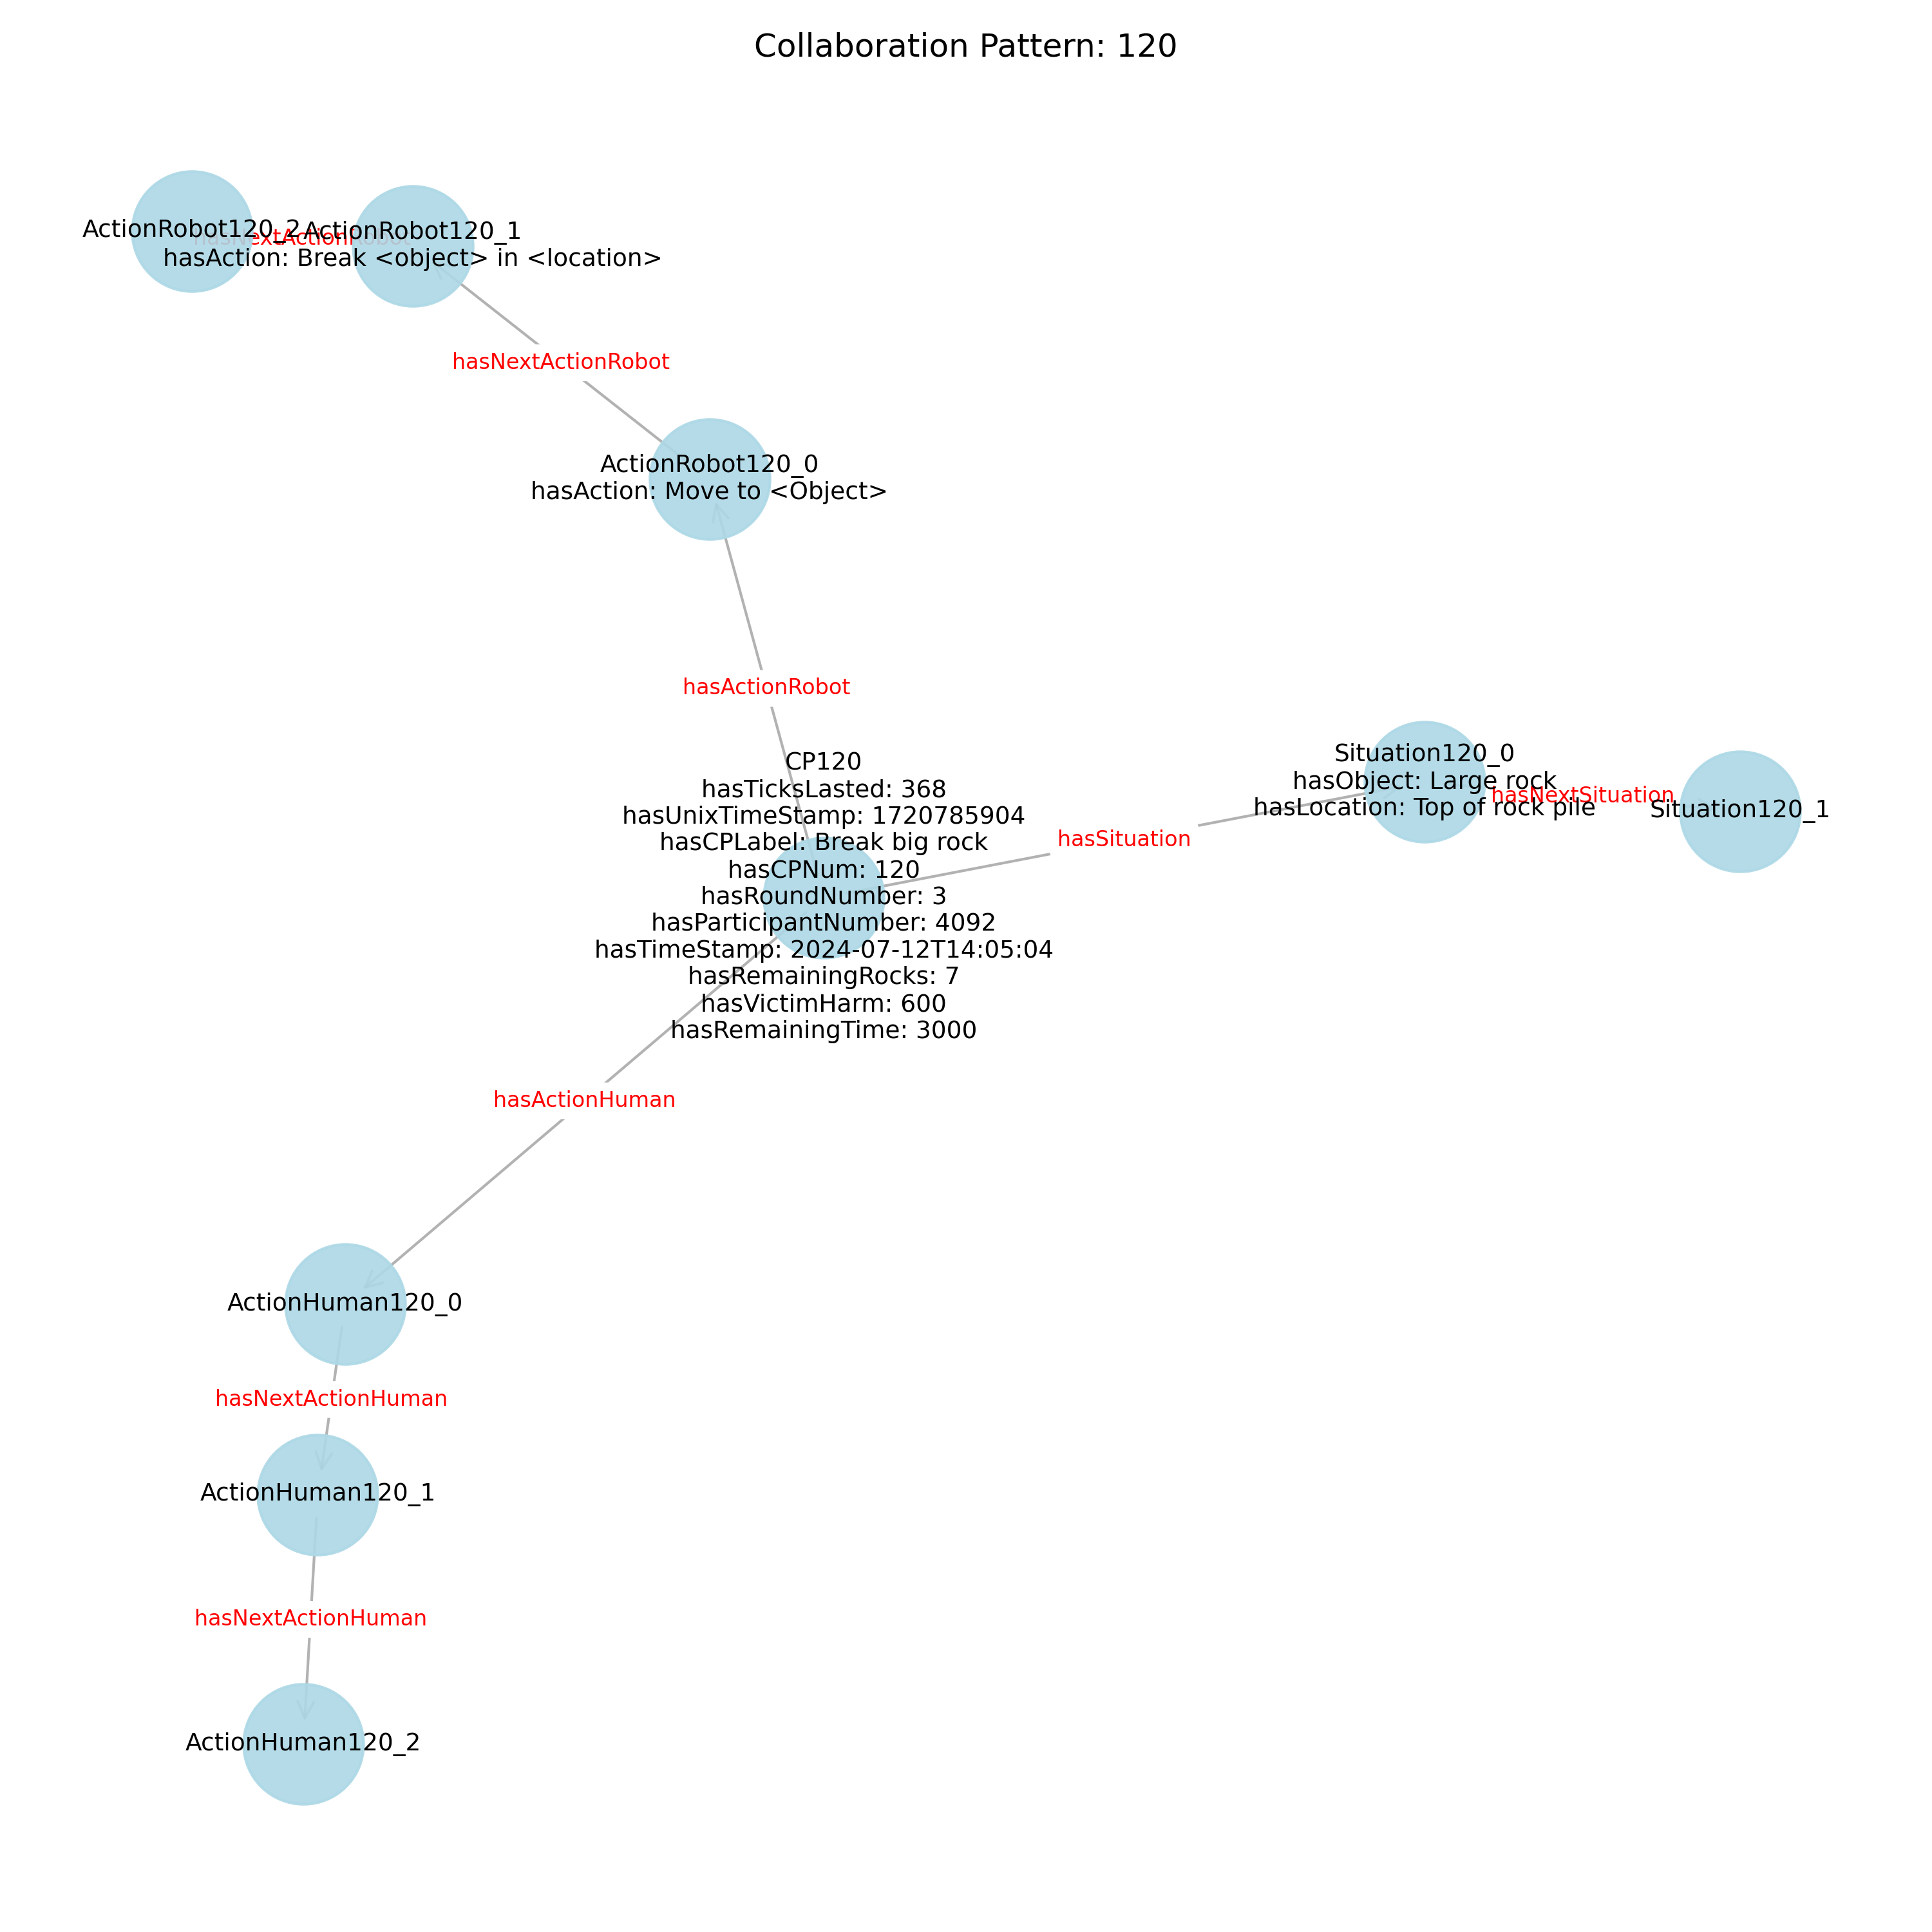 Collaboration Pattern: 120
ActionRobot120_2
hasNextActionRobot
ActionRobot120_1
hasAction: Break <object> in <location>
hasNextActionRobot
ActionRobot120_0
hasAction: Move to <Object>
hasActionRobot
CP120
hasTicksLasted: 368
hasUnixTimeStamp: 1720785904
hasCPLabel: Break big rock
hasCPNum: 120
hasRoundNumber: 3
hasParticipantNumber: 4092
hasTimeStamp: 2024-07-12T14:05:04
hasRemainingRocks: 7
hasVictimHarm: 600
hasRemainingTime: 3000
hasSituation
Situation120_0
hasObject: Large rock
hasLocation: Top of rock pile
hasNextSituation
Situation120_1
hasActionHuman
ActionHuman120_0
hasNextActionHuman
ActionHuman120_1
hasNextActionHuman
ActionHuman120_2